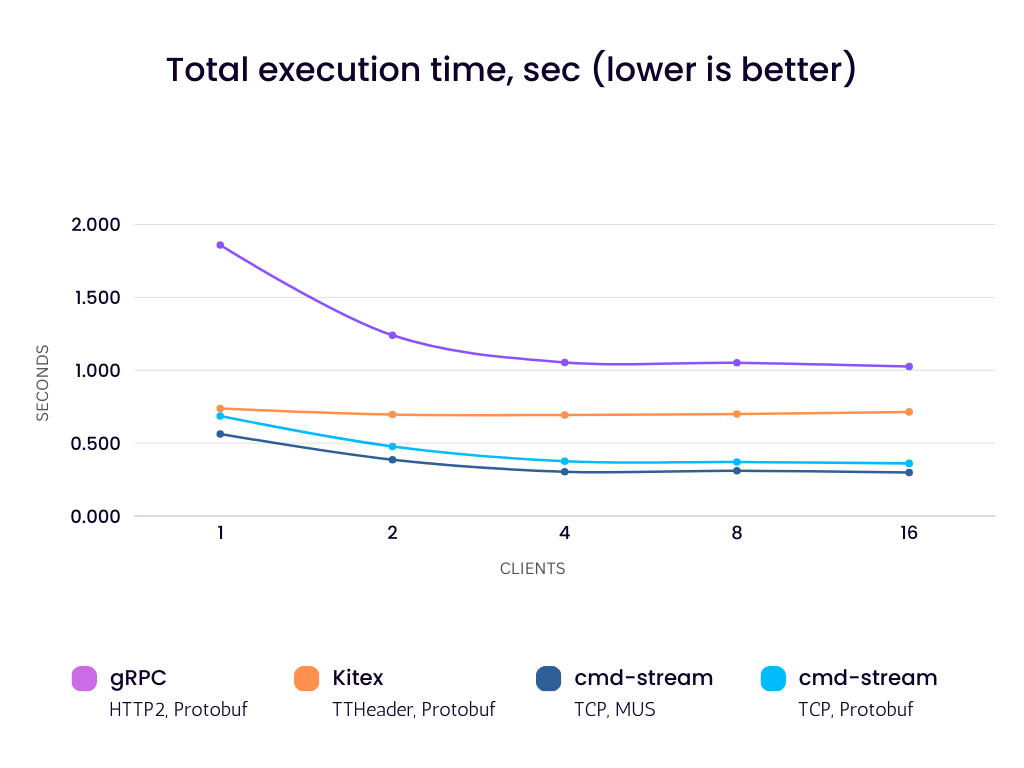 Total execution time, sec (lower is better)
2.000
1.500
1.000
0.500
0.000
SECONDS
1 2 4 8 16
CLIENTS
gRPC Kitex cmd-stream cmd-stream
HTTP2, Protobuf TTHeader, Protobuf TCP, MUS TCP, Protobuf